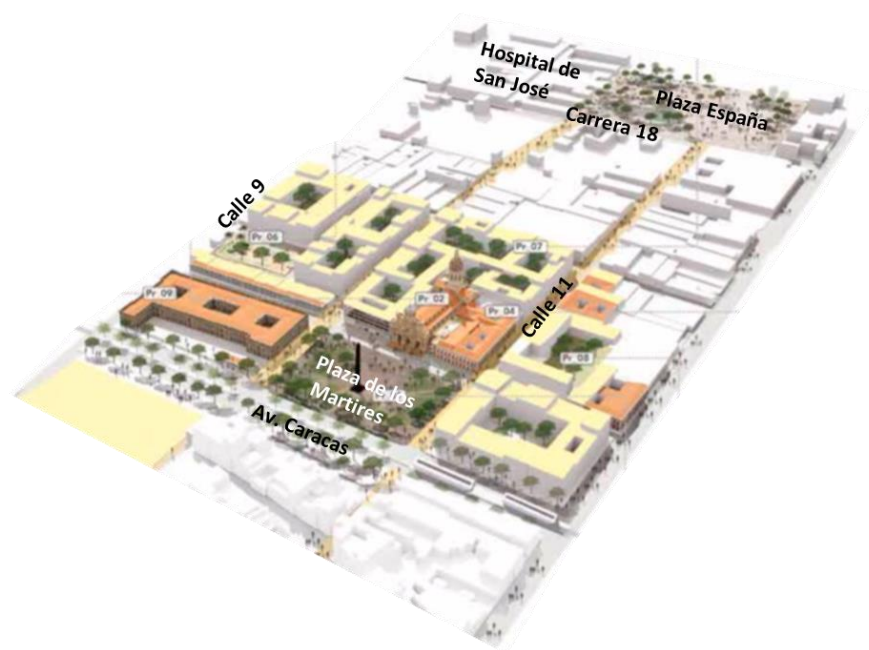 Hospital de
San José
Plaza España
Carrera 18
Calle 9
Pr 06
Pr 07
Pr 09
Pr 02
Pr 04
Calle 11
Pr 08
Plaza de los
Martires
Av. Caracas